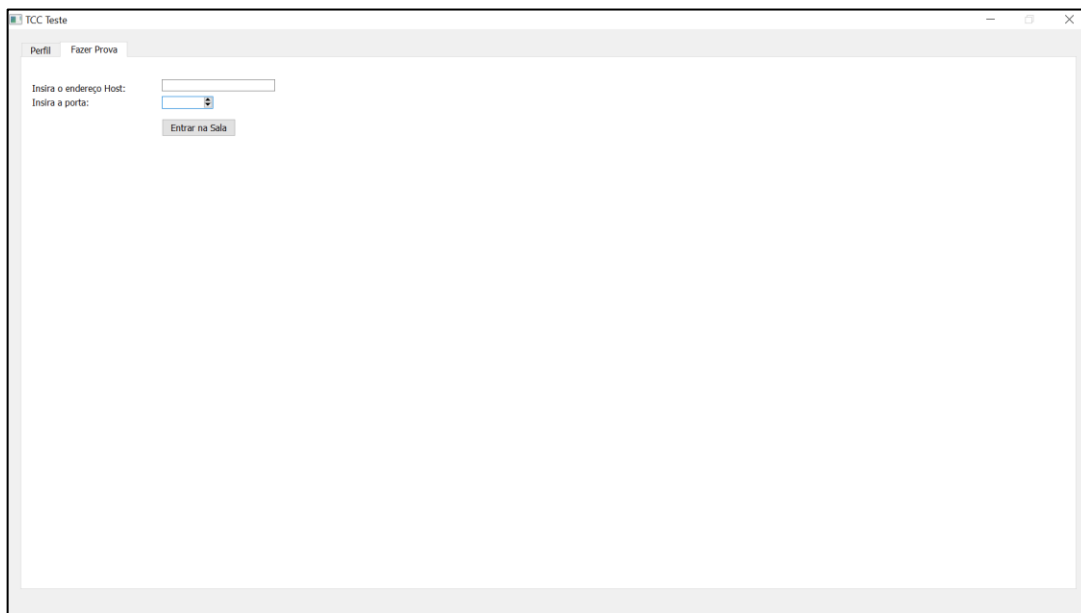 TCC Teste
Perfil
Fazer Prova
Insira o endereço Host:
Insira a porta:
Entrar na Sala